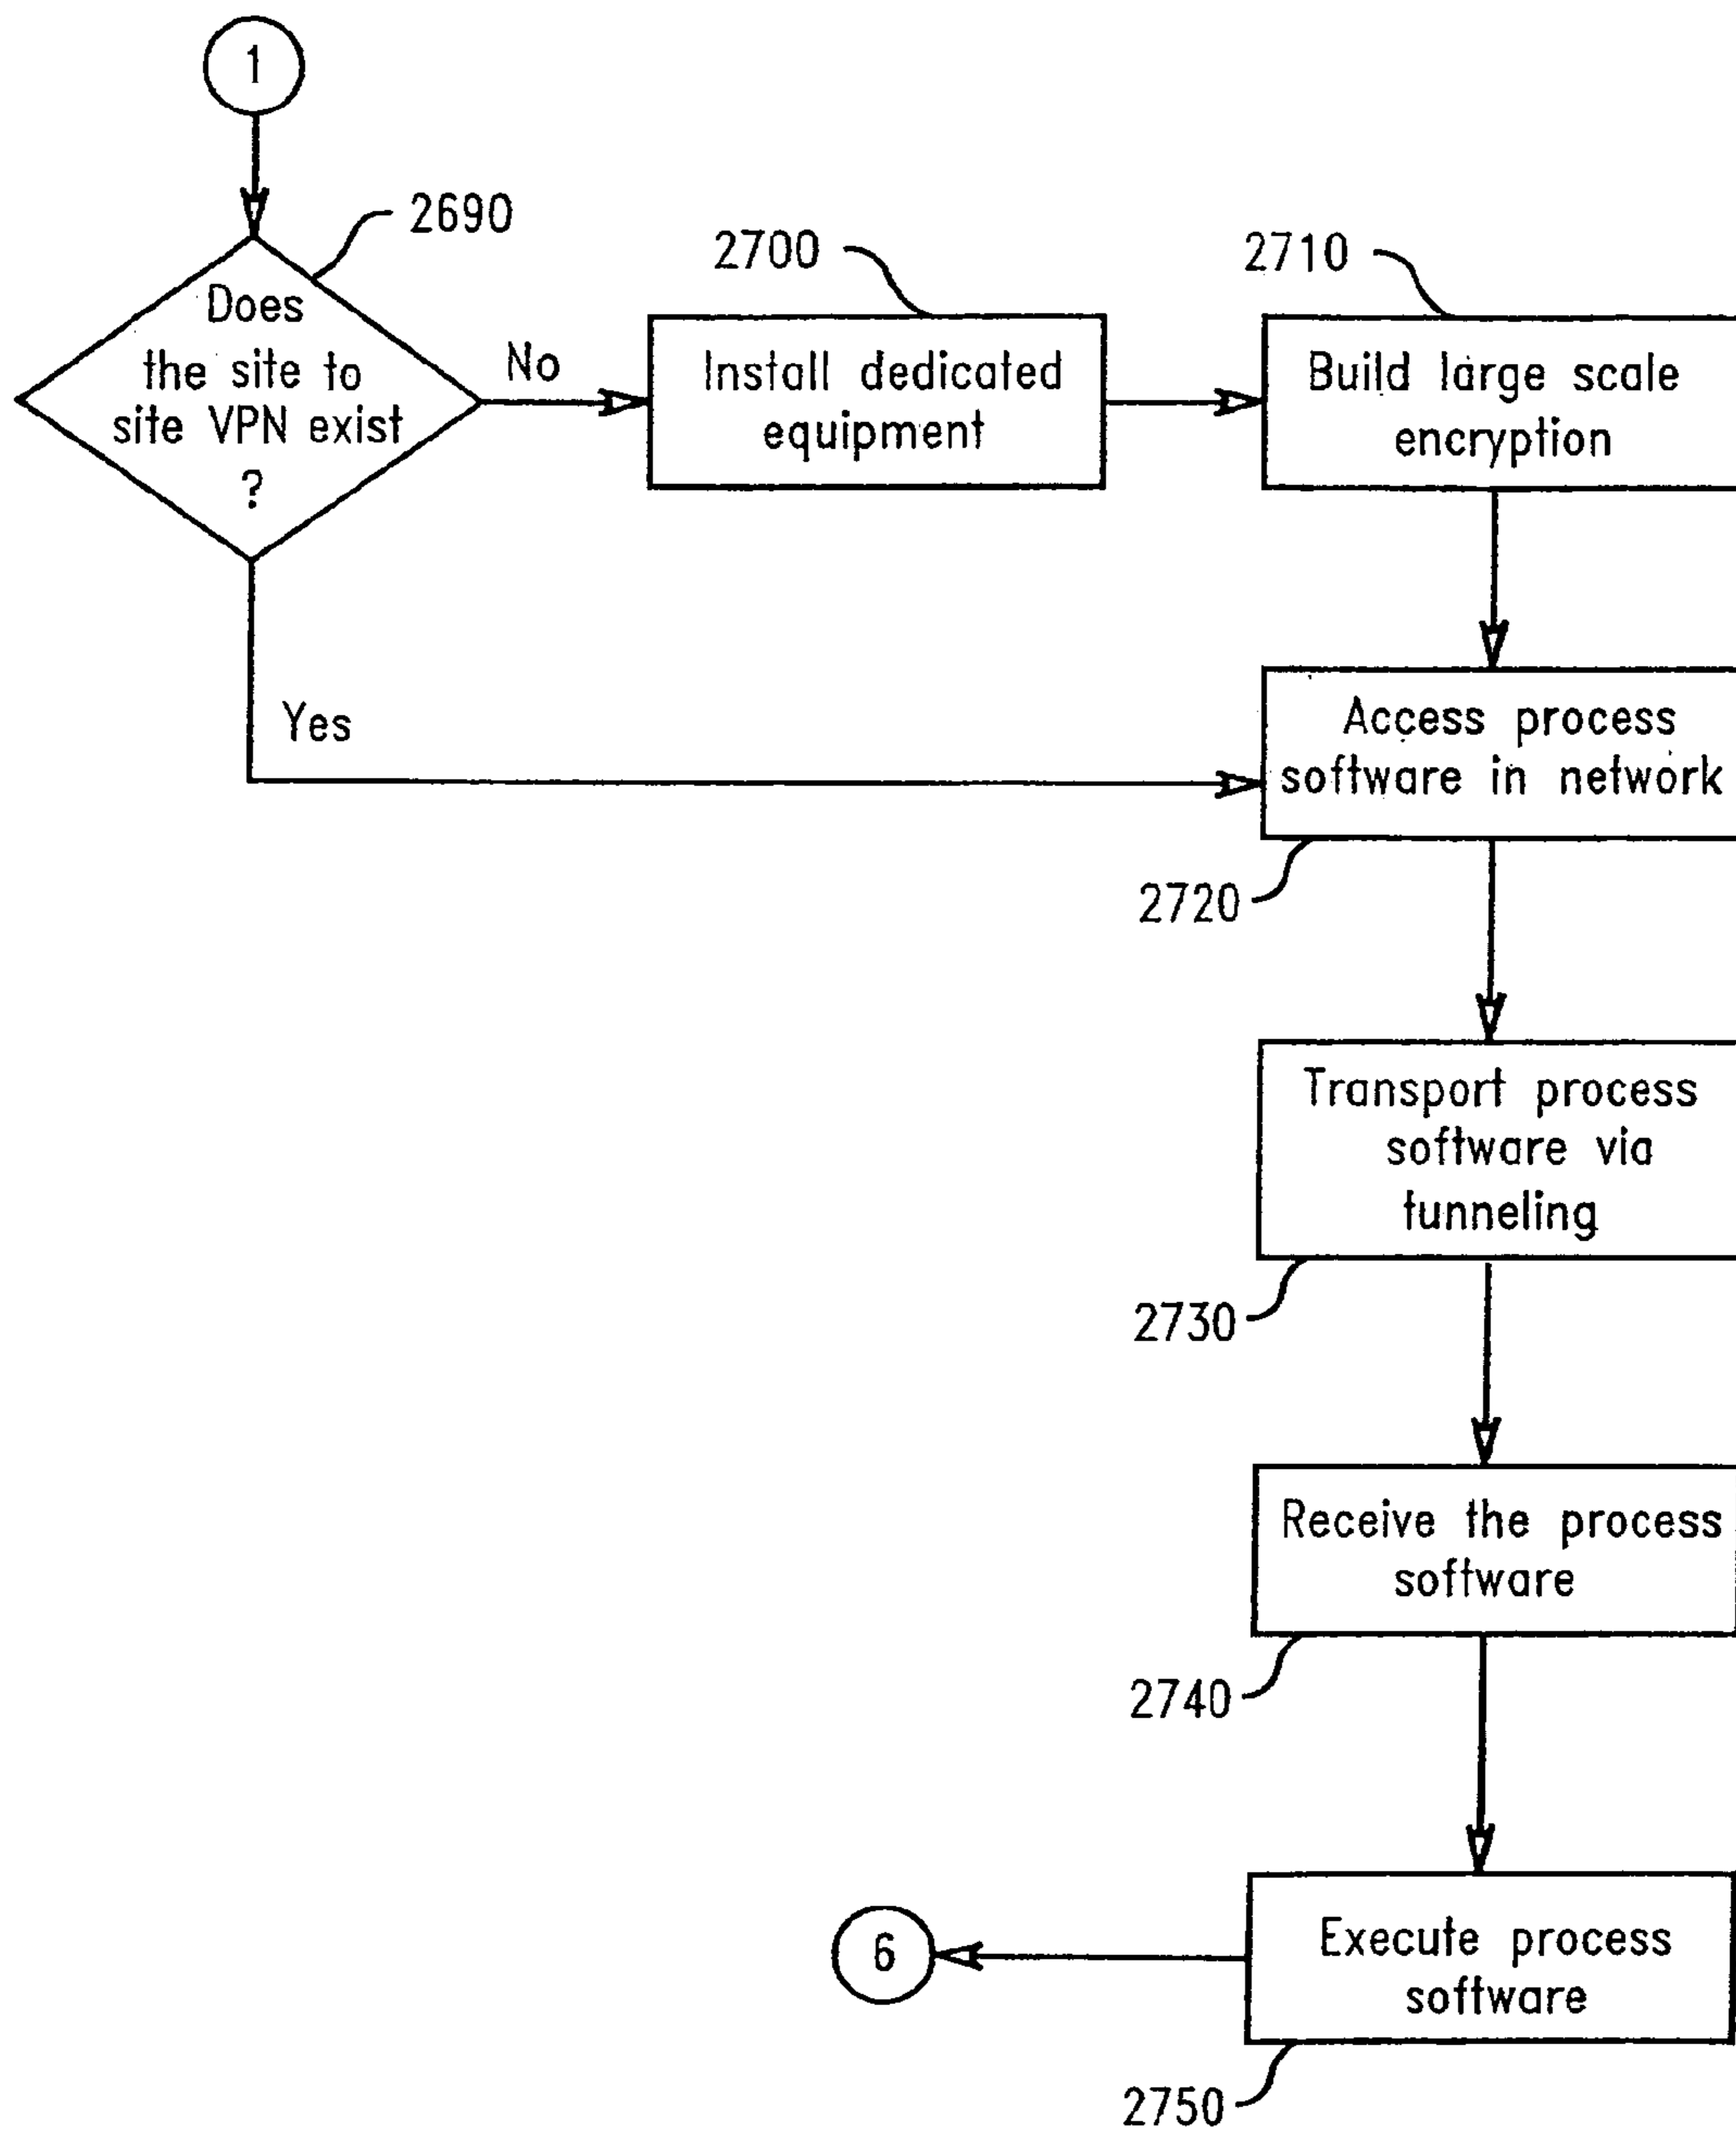 1
2690
Does
the site to
site VPN exist
?
No
Yes
2700
Install dedicated
equipment
2710
Build large scale
encryption
Access process
software in network
2720
Transport process
software via
tunneling
2730
Receive the process
software
2740
Execute process
software
2750
6